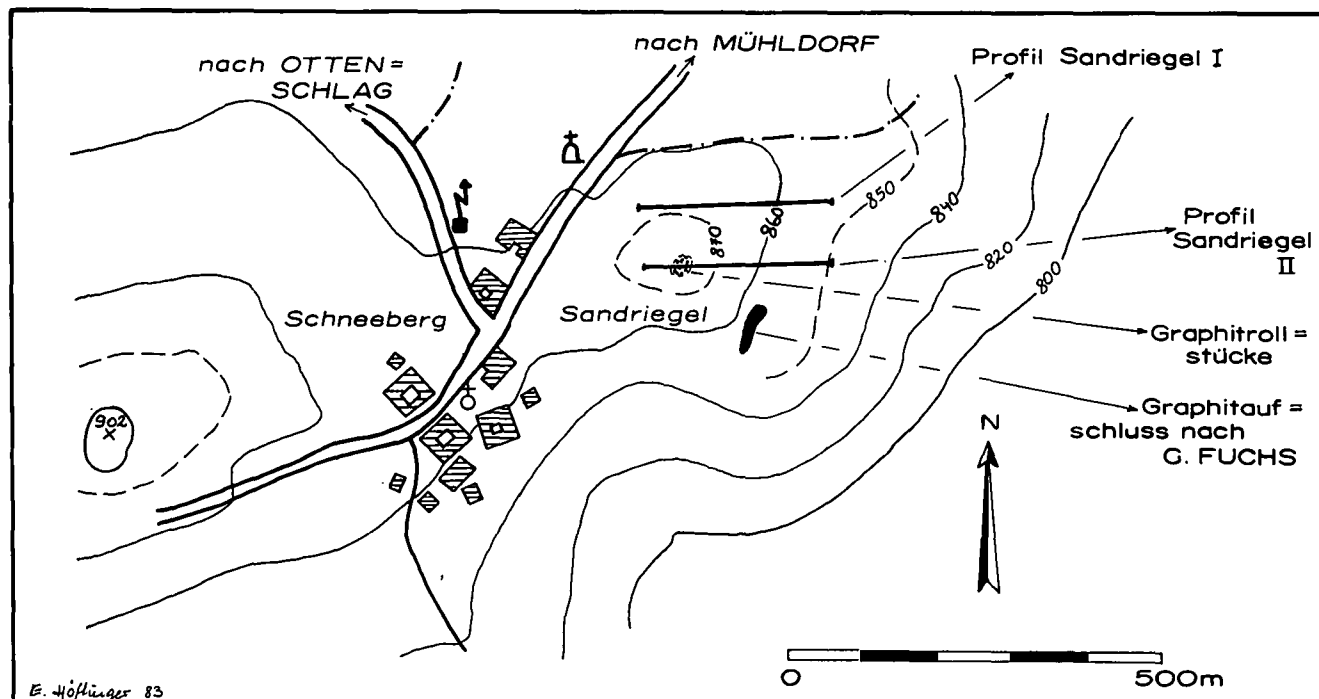 nach OTTEN=
SCHLAG
nach MÜHLDORF
Profil Sandriegel I
850
860
870
840
Profil
Sandriegel
II
820
800
Schneeberg
Sandriegel
Graphitroll=
stücke
Graphitauf=
schluss nach
G. FUCHS
902
N
0
500m
E. Höflinger 83